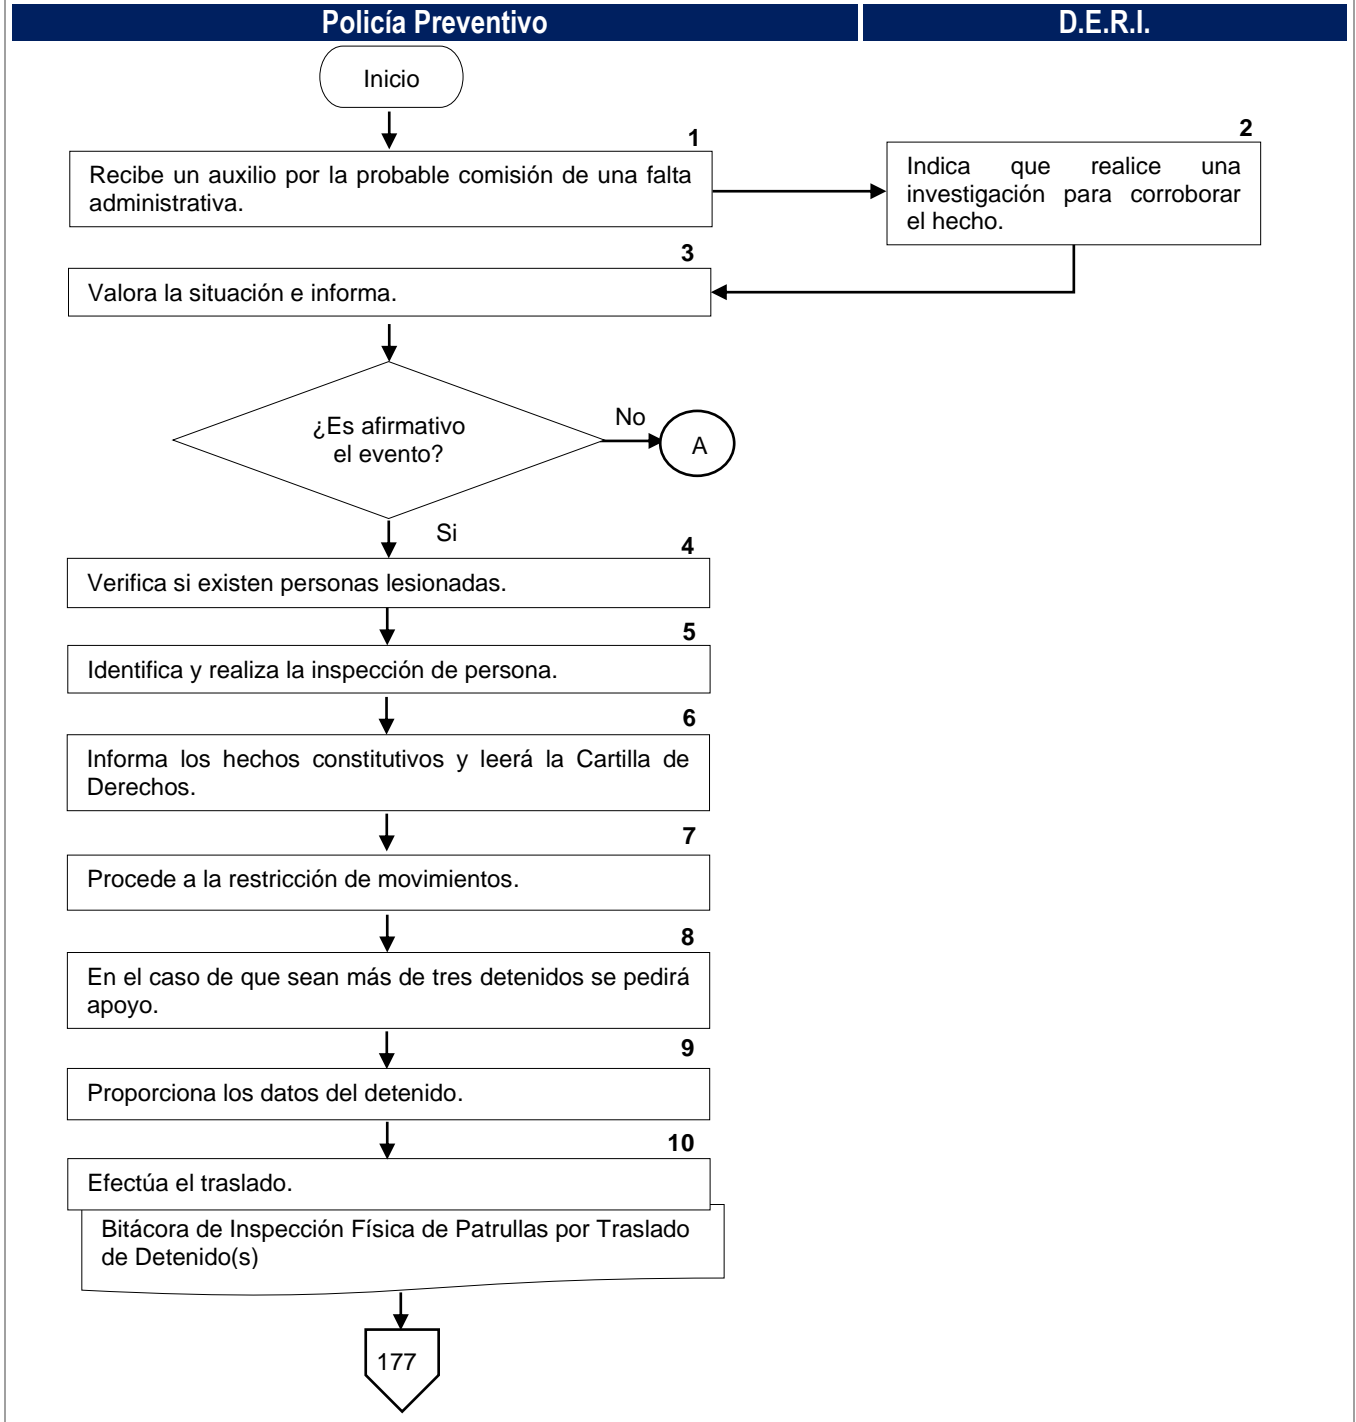 Policía Preventivo
D.E.R.I.
Inicio
1
Recibe un auxilio por la probable comisión de una falta
administrativa.
2
Indica que realice una
investigación para corroborar
el hecho.
3
Valora la situación e informa.
¿Es afirmativo
el evento?
No
A
Si
4
Verifica si existen personas lesionadas.
5
Identifica y realiza la inspección de persona.
6
Informa los hechos constitutivos y leerá la Cartilla de
Derechos.
7
Procede a la restricción de movimientos.
8
En el caso de que sean más de tres detenidos se pedirá
apoyo.
9
Proporciona los datos del detenido.
10
Efectúa el traslado.
Bitácora de Inspección Física de Patrullas por Traslado
de Detenido(s)
177